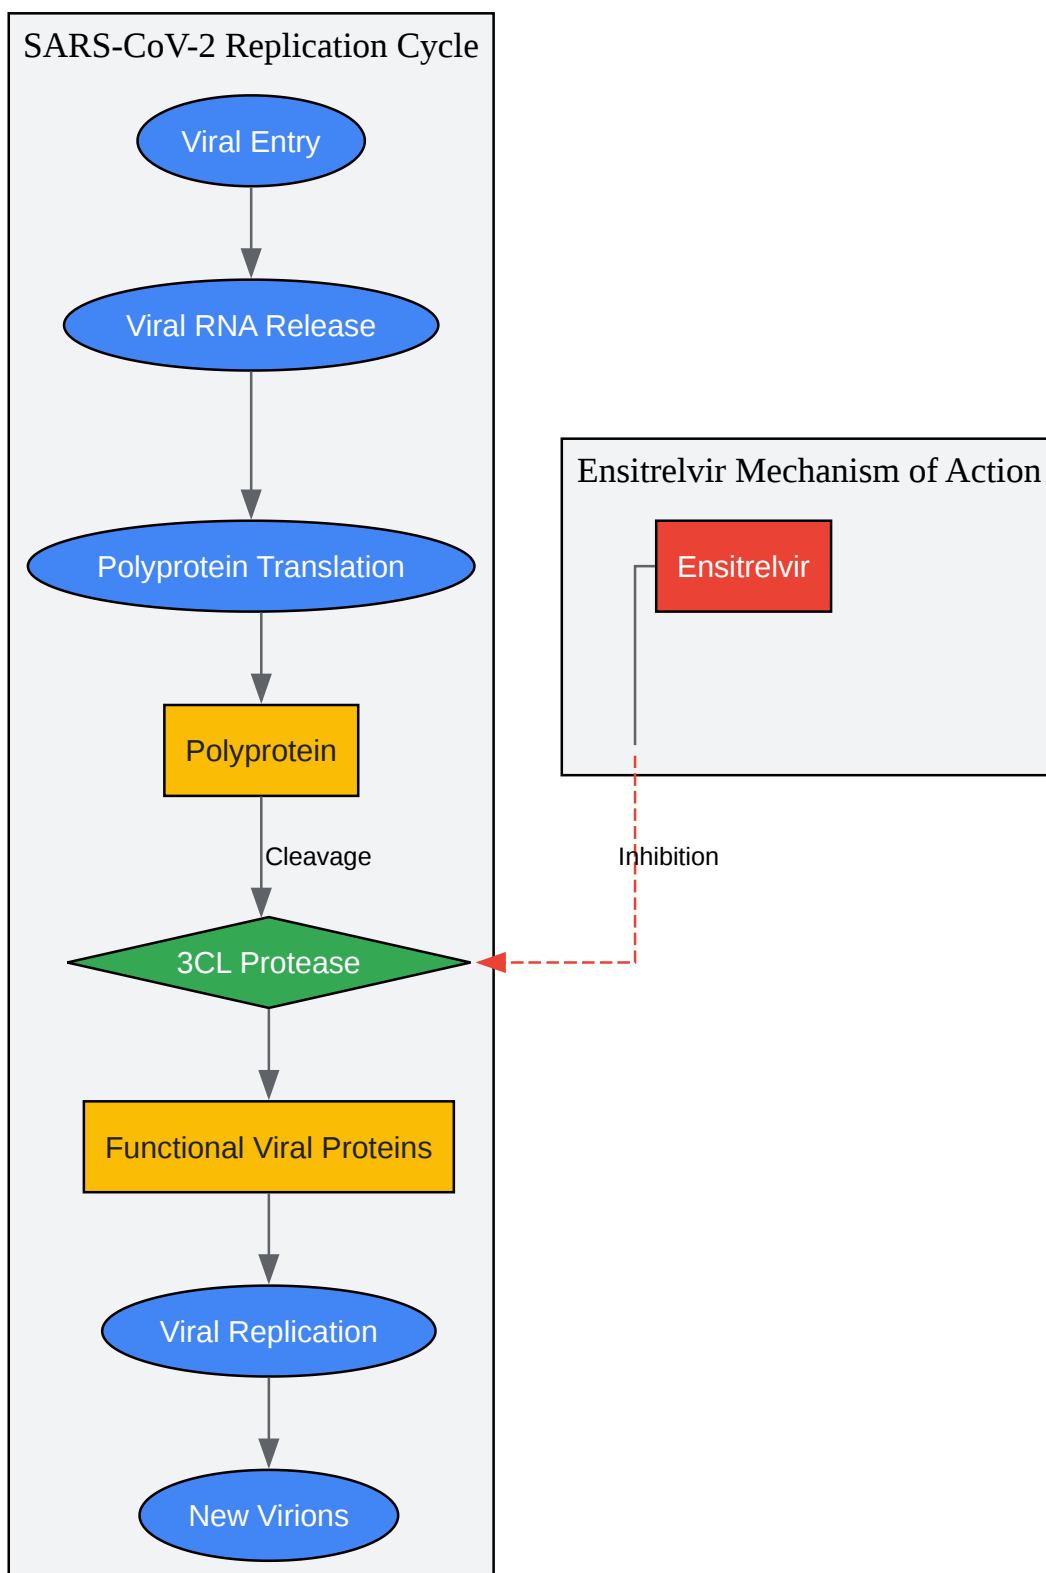 SARS-CoV-2 Replication Cycle
Viral Entry
Viral RNA Release
Ensitrelvir Mechanism of Action
Polyprotein Translation
Ensitrelvir
Polyprotein
Cleavage
Inhibition
3CL Protease
Functional Viral Proteins
Viral Replication
New Virions